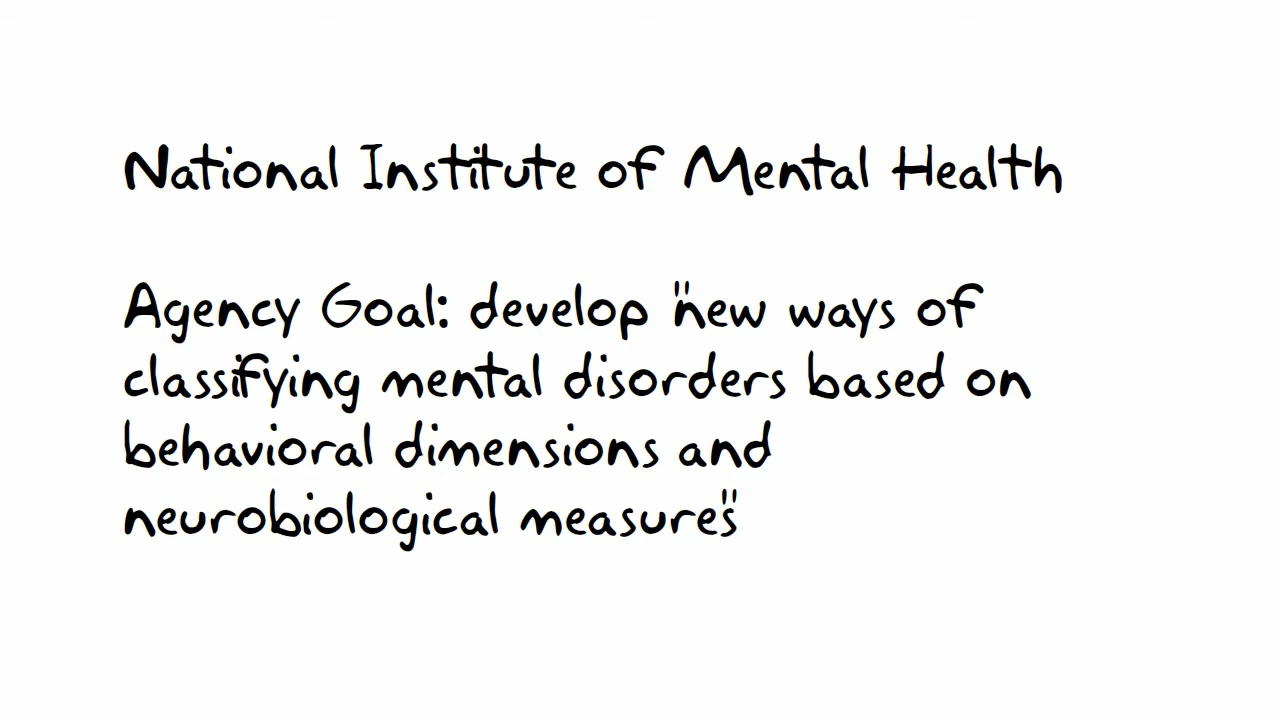 National Institute of Mental Health
Agency Goal: develop "new ways of
classifying mental disorders based on
behavioral dimensions and
neurobiological measures"